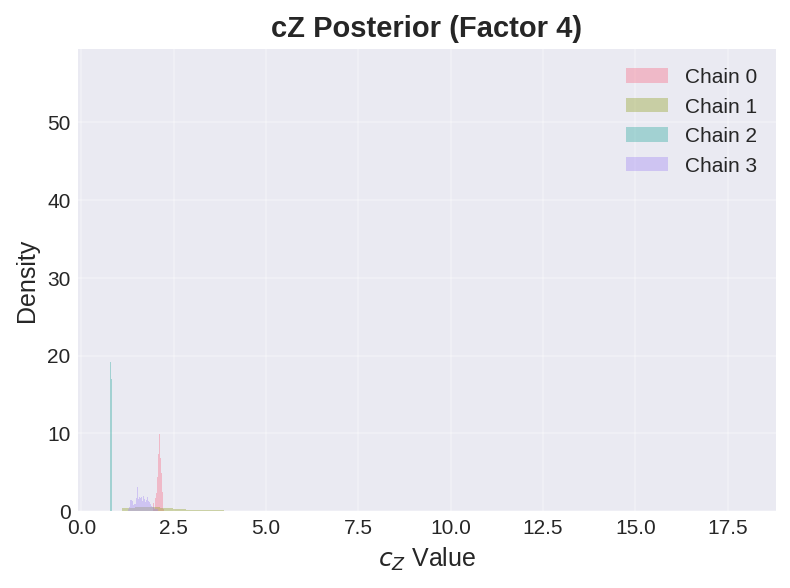 cZ Posterior (Factor 4)
Chain 0
Chain 1
Chain 2
Chain 3
Density
50
40
30
20
10
0
0.0 2.5 5.0 7.5 10.0 12.5 15.0 17.5
cZ Value